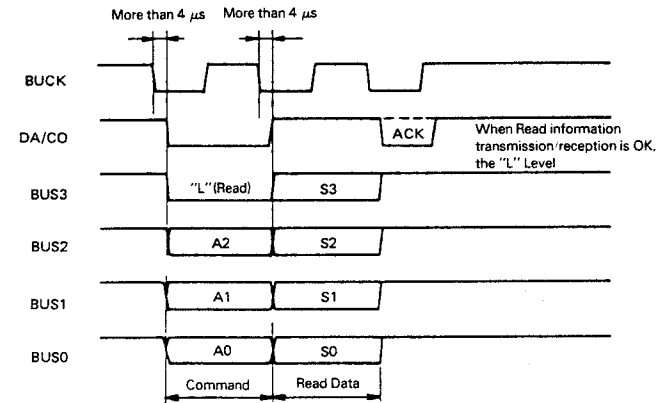 More than 4 μs More than 4 μs
BUCK
DA/CO
ACK
When Read information
transmission/reception is OK,
the "L" Level
BUS3
"L"(Read)
S3
BUS2
A2
S2
BUS1
A1
S1
BUS0
A0
S0
Command
Read Data